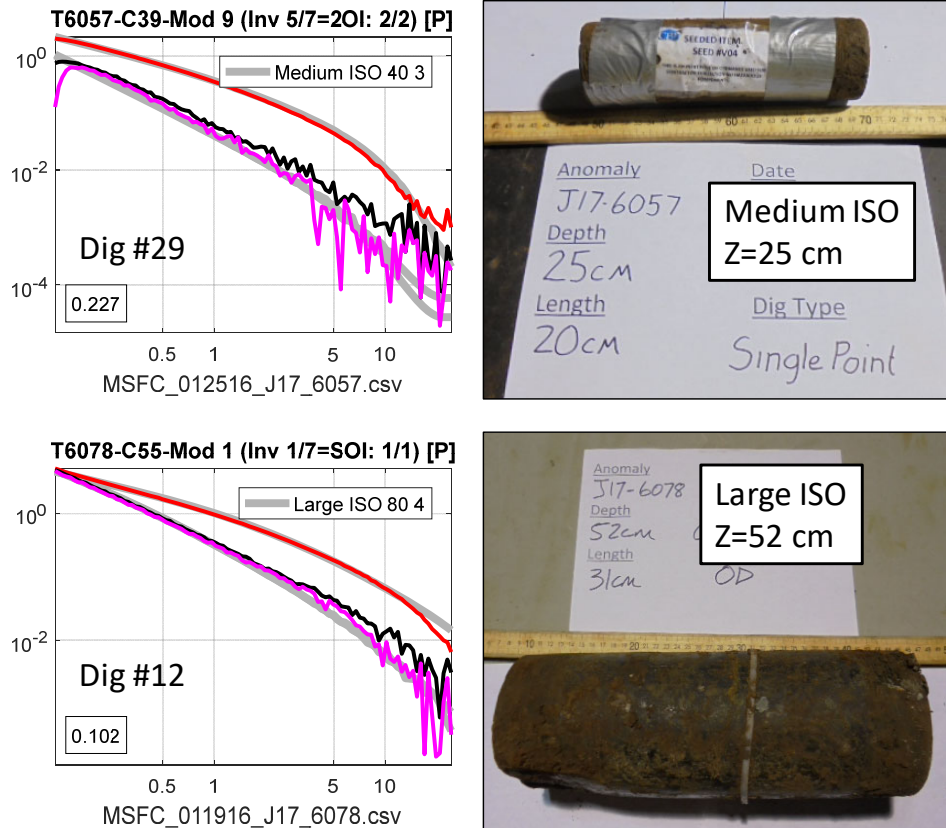 T6057-C39-Mod 9 (Inv 5/7=2OI: 2/2) [P]
10^0
10^-2
10^-4
Medium ISO 40 3
Dig #29
0.227
0.5 1 5 10
MSFC_012516_J17_6057.csv
SEEDED ITEM.
SEED #V04
60
70
Anomaly
J17-6057
Depth
25cm
Length
20cm
Date
Medium ISO
Z=25 cm
Dig Type
Single Point
T6078-C55-Mod 1 (Inv 1/7=SOI: 1/1) [P]
10^0
10^-2
Large ISO 80 4
Dig #12
0.102
0.5 1 5 10
MSFC_011916_J17_6078.csv
Anomaly
J17-6078
Depth
52cm
Length
31cm
OD
Large ISO
Z=52 cm
10
20